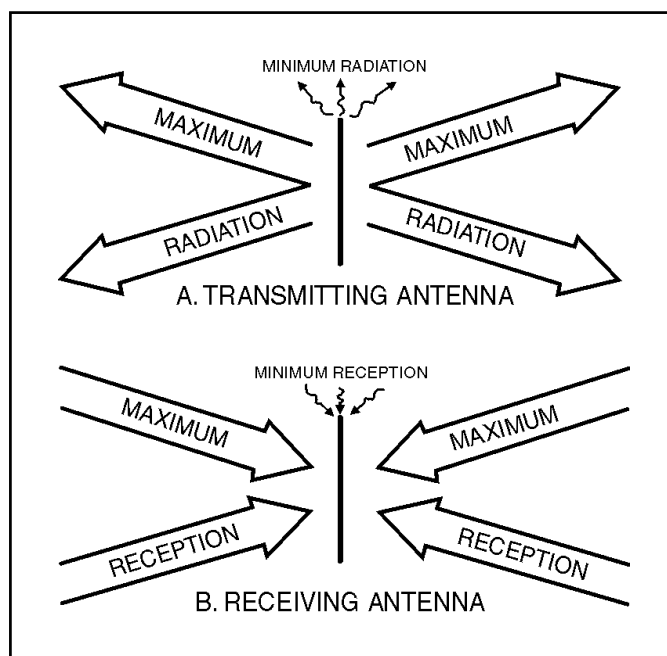 MINIMUM RADIATION
MAXIMUM
MAXIMUM
RADIATION
RADIATION
A. TRANSMITTING ANTENNA
MINIMUM RECEPTION
MAXIMUM
MAXIMUM
RECEPTION
RECEPTION
B. RECEIVING ANTENNA